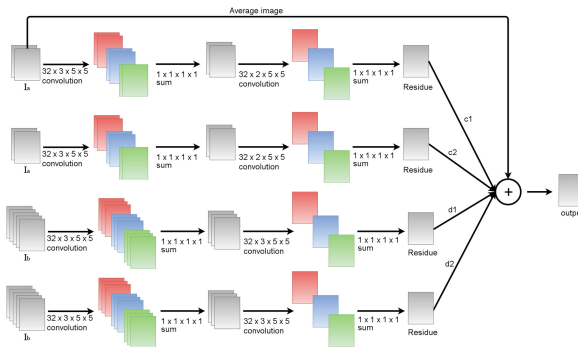 Average image
32 x 3 x 5 x 5
convolution
1 x 1 x 1 x 1
sum
32 x 2 x 5 x 5
convolution
1 x 1 x 1 x 1
sum
Ia
Residue
c1
32 x 3 x 5 x 5
convolution
1 x 1 x 1 x 1
sum
32 x 2 x 5 x 5
convolution
1 x 1 x 1 x 1
sum
Ia
Residue
c2
+
outpu
32 x 3 x 5 x 5
convolution
1 x 1 x 1 x 1
sum
32 x 3 x 5 x 5
convolution
1 x 1 x 1 x 1
sum
Ib
Residue
d1
32 x 3 x 5 x 5
convolution
1 x 1 x 1 x 1
sum
32 x 3 x 5 x 5
convolution
1 x 1 x 1 x 1
sum
Ib
Residue
d2